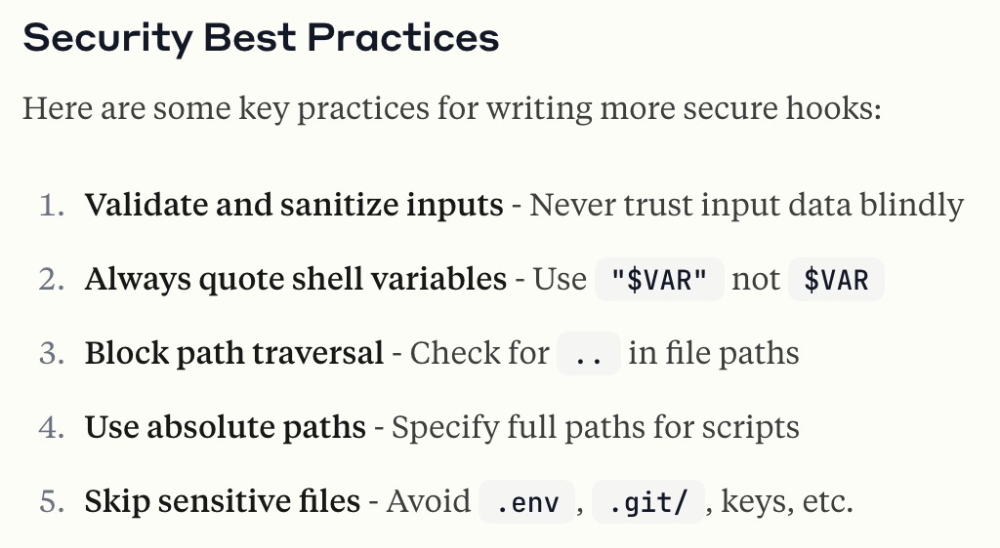 Security Best Practices
Here are some key practices for writing more secure hooks:
1. Validate and sanitize inputs - Never trust input data blindly
2. Always quote shell variables - Use "$VAR" not $VAR
3. Block path traversal - Check for .. in file paths
4. Use absolute paths - Specify full paths for scripts
5. Skip sensitive files - Avoid .env, .git/, keys, etc.